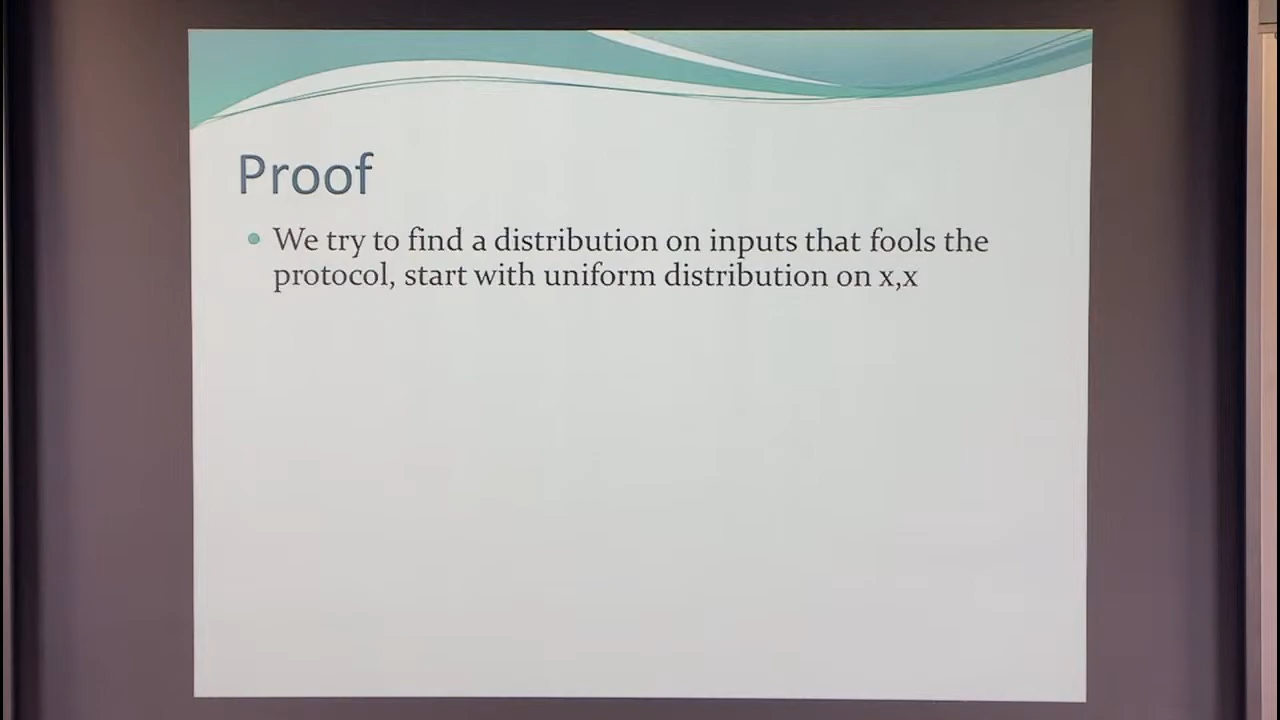 Proof
We try to find a distribution on inputs that fools the
protocol, start with uniform distribution on x,x